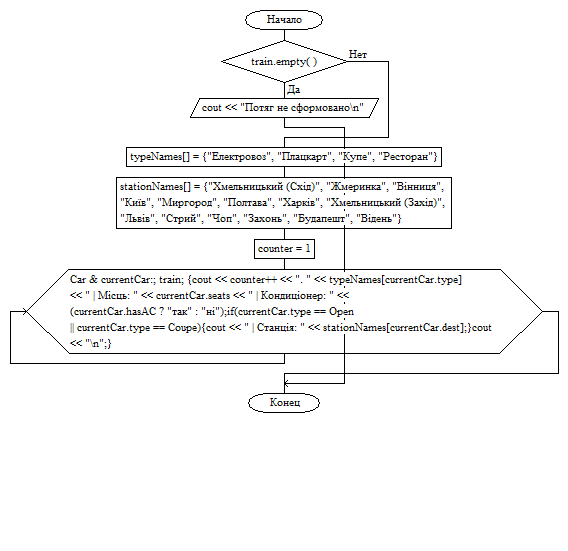 Начало
train.empty( )
Нет
Да
cout << "Потяг не сформовано\n"
typeNames[] = {"Електровоз", "Плацкарт", "Купе", "Ресторан"}
stationNames[] = {"Хмельницький (Схід)", "Жмеринка", "Вінниця",
"Київ", "Миргород", "Полтава", "Харків", "Хмельницький (Захід)",
"Львів", "Стрий", "Чоп", "Захонь", "Будапешт", "Відень"}
counter = 1
Car & currentCar:; train; {cout << counter++ << ". " << typeNames[currentCar.type]
<< " | Місць: " << currentCar.seats << " | Кондиціонер: " <<
(currentCar.hasAC ? "так" : "ні");if(currentCar.type == Open
|| currentCar.type == Coupe){cout << " | Станція: " << stationNames[currentCar.dest];}cout
<< "\n";}
Конец